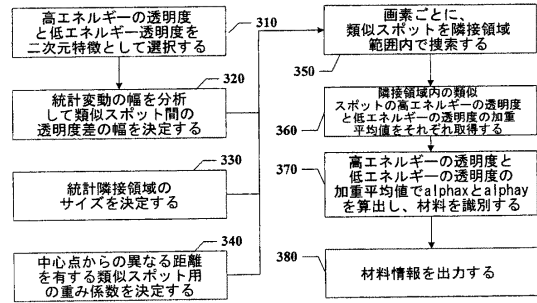 310
高エネルギーの透明度
と低エネルギー透明度を
二次元特徴として選択する
320
統計変動の幅を分析
して類似スポット間の
透明度差の幅を決定する
330
統計隣接領域の
サイズを決定する
340
中心点からの異なる距離
を有する類似スポット用
の重み係数を決定する
画素ごとに、
類似スポットを隣接領域
範囲内で捜索する
350
隣接領域内の類似
スポットの高エネルギーの透明度
と低エネルギーの透明度の加重
平均値をそれぞれ取得する
360
370
高エネルギーの透明度と
低エネルギーの透明度の
加重平均値でalphaxとalphay
を算出し、材料を識別する
380
材料情報を出力する